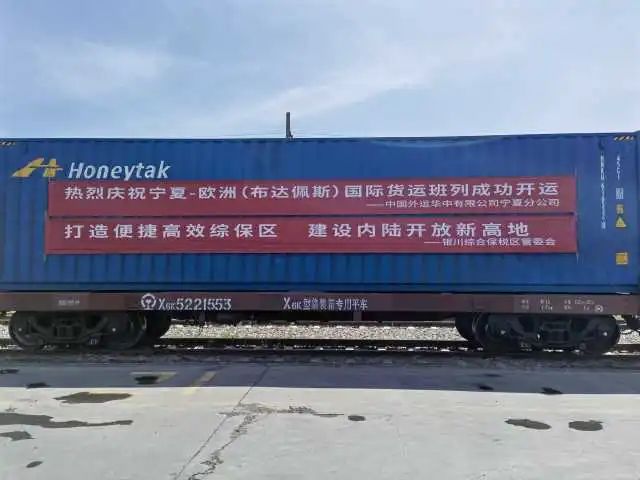 Honeytak
热烈庆祝宁夏-欧洲（布达佩斯）国际货运班列成功开运
——中国外运华中有限公司宁夏分公司
打造便捷高效综保区 建设内陆开放新高地
——银川综合保税区管委会
X6K5221553 X6K型集装箱专用平车
45G1